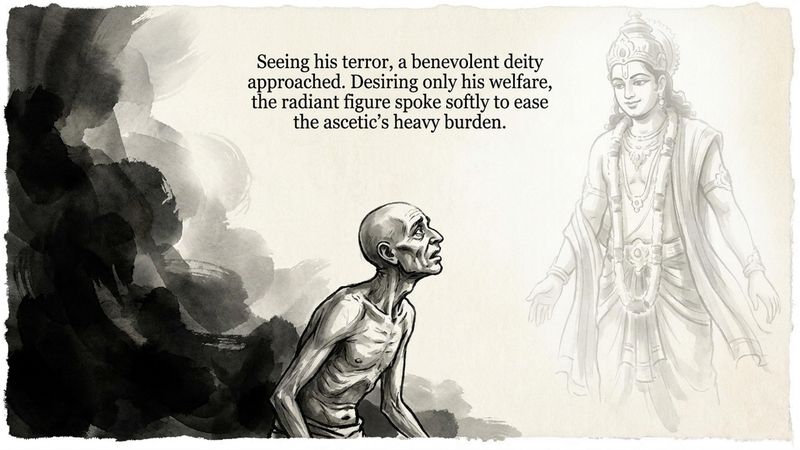 Seeing his terror, a benevolent deity
approached. Desiring only his welfare,
the radiant figure spoke softly to ease
the ascetic’s heavy burden.